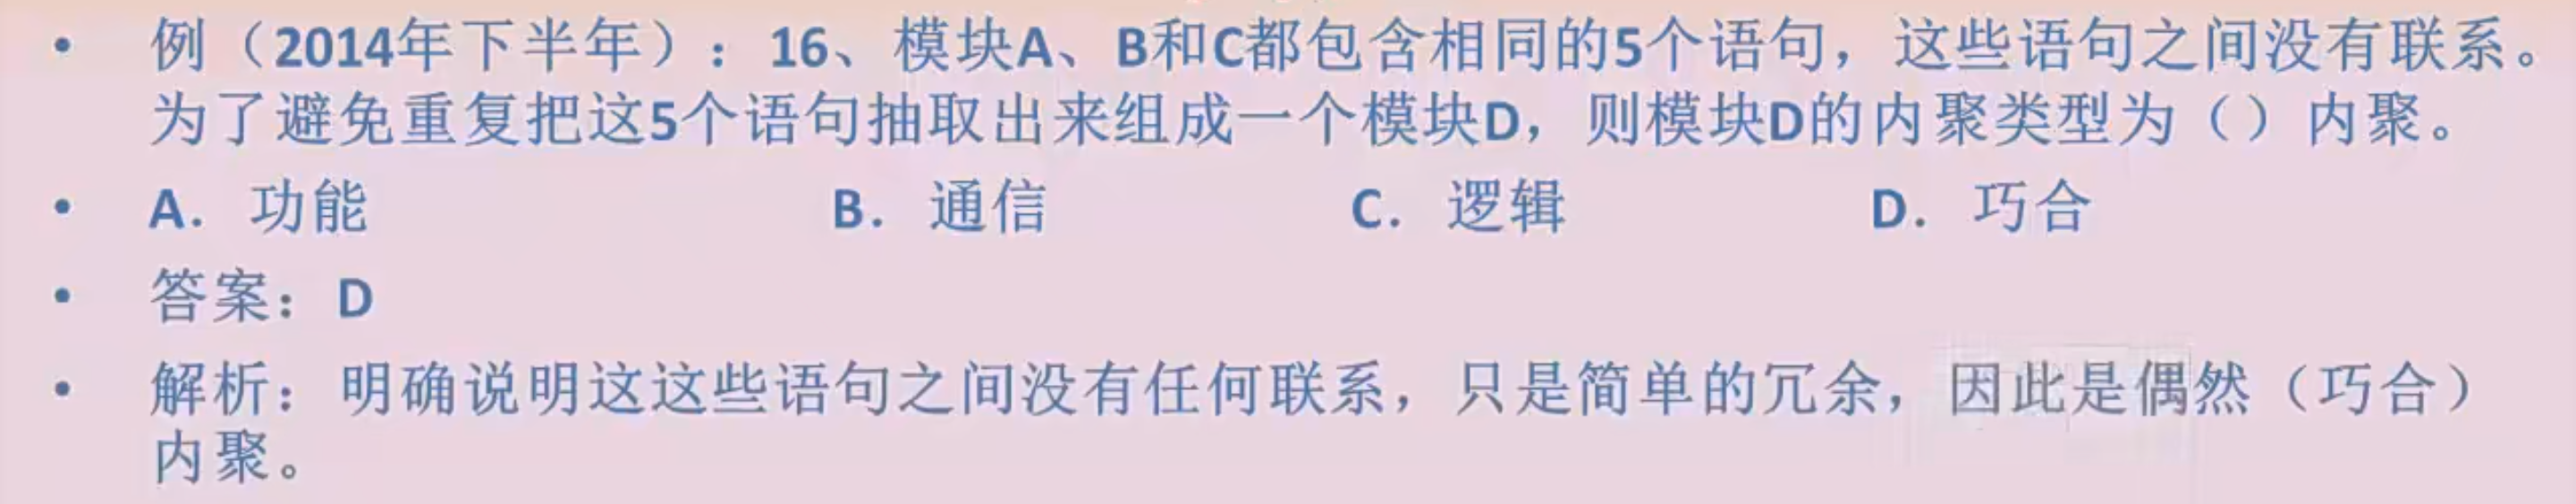 • 例（2014年下半年）：16、模块A、B和C都包含相同的5个语句，这些语句之间没有联系。
为了避免重复把这5个语句抽取出来组成一个模块D，则模块D的内聚类型为（）内聚。
• A. 功能 B. 通信 C. 逻辑 D. 巧合
• 答案：D
• 解析：明确说明这这些语句之间没有任何联系，只是简单的冗余，因此是偶然（巧合）
内聚。